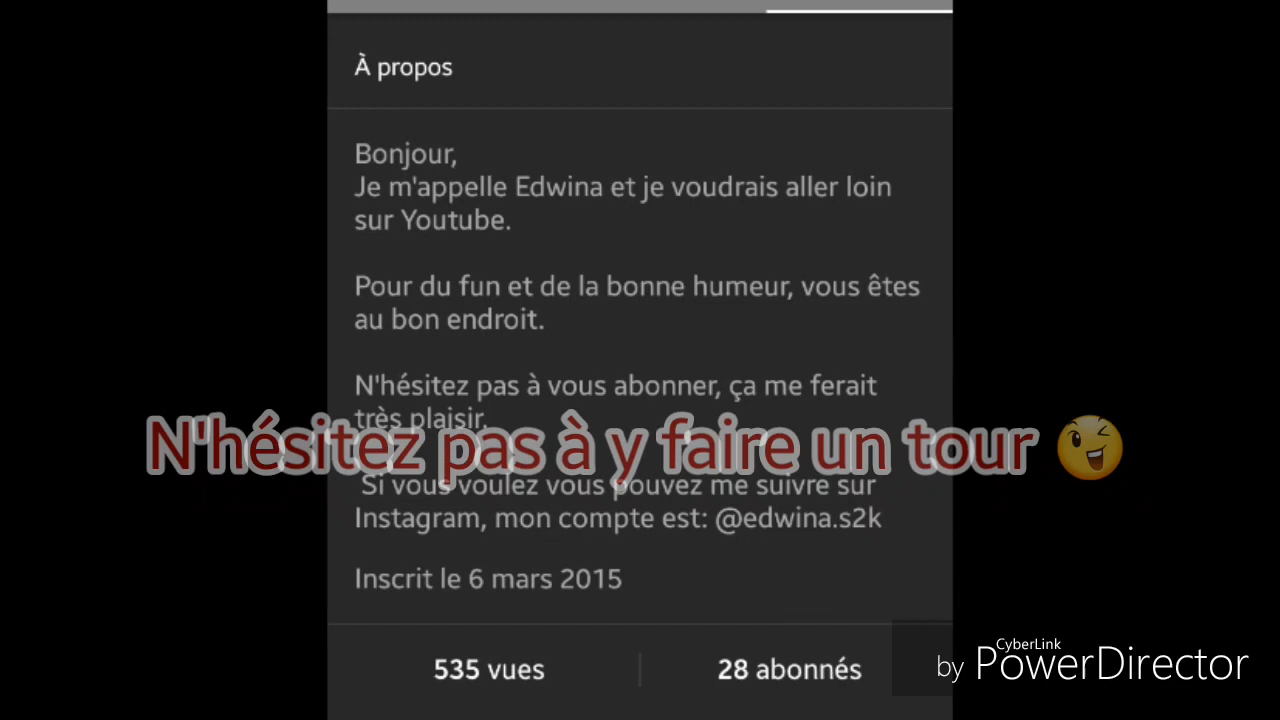 À propos
Bonjour,
Je m'appelle Edwina et je voudrais aller loin
sur Youtube.
Pour du fun et de la bonne humeur, vous êtes
au bon endroit.
N'hésitez pas à vous abonner, ça me ferait
très plaisir.
N'hésitez pas à y faire un tour 😉
Si vous voulez vous pouvez me suivre sur
Instagram, mon compte est: @edwina.s2k
Inscrit le 6 mars 2015
535 vues
28 abonnés
CyberLink
by PowerDirector